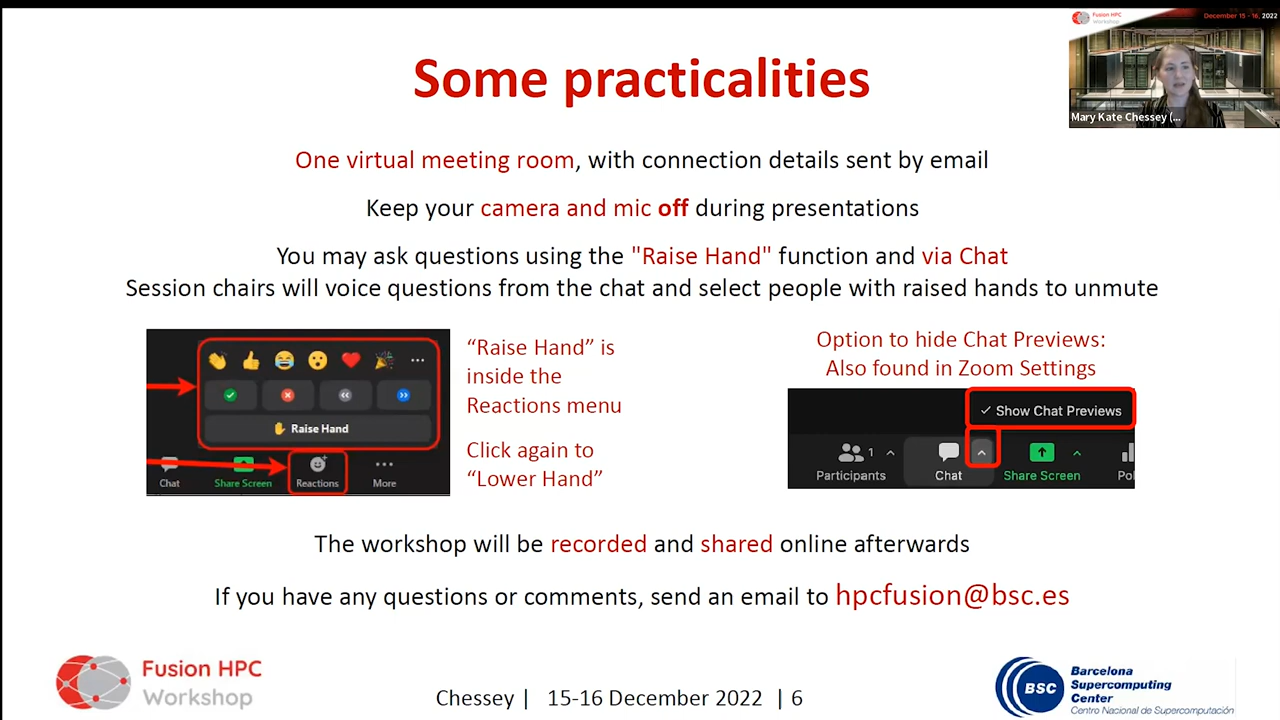 Fusion HPC
Workshop
December 15 - 16, 2022
Mary Kate Chessey (...
Some practicalities
One virtual meeting room, with connection details sent by email
Keep your camera and mic off during presentations
You may ask questions using the "Raise Hand" function and via Chat
Session chairs will voice questions from the chat and select people with raised hands to unmute
Raise Hand
Chat
Share Screen
Reactions
More
“Raise Hand” is
inside the
Reactions menu
Click again to
“Lower Hand”
Option to hide Chat Previews:
Also found in Zoom Settings
Show Chat Previews
1
Participants
Chat
Share Screen
Pol
The workshop will be recorded and shared online afterwards
If you have any questions or comments, send an email to hpcfusion@bsc.es
Fusion HPC
Workshop
Chessey | 15-16 December 2022 | 6
BSC
Barcelona
Supercomputing
Center
Centro Nacional de Supercomputación